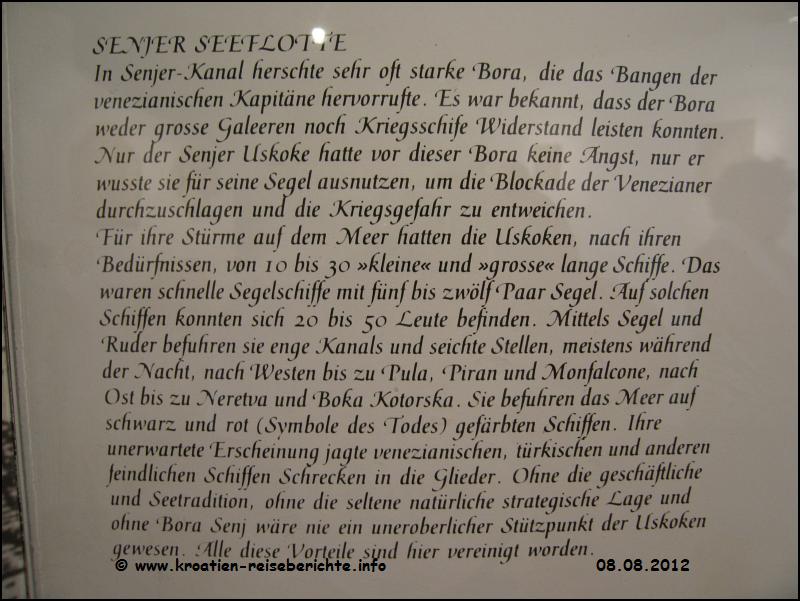 SENJER SEEFLOTTE
In Senjer-Kanal herschte sehr oft starke Bora, die das Bangen der
venezianischen Kapitäne hervorrufte. Es war bekannt, dass der Bora
weder grosse Galeeren noch Kriegsschife Widerstand leisten konnten.
Nur der Senjer Uskoke hatte vor dieser Bora keine Angst, nur er
wusste sie für seine Segel ausnutzen, um die Blockade der Venezianer
durchzuschlagen und die Kriegsgefahr zu entweichen.
Für ihre Stürme auf dem Meer hatten die Uskoken, nach ihren
Bedürfnissen, von 10 bis 30 »kleine« und »grosse« lange Schiffe. Das
waren schnelle Segelschiffe mit fünf bis zwölf Paar Segel. Auf solchen
Schiffen konnten sich 20 bis 50 Leute befinden. Mittels Segel und
Ruder befuhren sie enge Kanals und seichte Stellen, meistens während
der Nacht, nach Westen bis zu Pula, Piran und Monfalcone, nach
Ost bis zu Neretva und Boka Kotorska. Sie befuhren das Meer auf
schwarz und rot (Symbole des Todes) gefärbten Schiffen. Ihre
unerwartete Erscheinung jagte venezianischen, türkischen und anderen
feindlichen Schiffen Schrecken in die Glieder. Ohne die geschäftliche
und Seetradition, ohne die seltene natürliche strategische Lage und
ohne Bora Senj wäre nie ein uneroberlicher Stützpunkt der Uskoken
gewesen. Alle diese Vorteile sind hier vereinigt worden.
© www.kroatien-reiseberichte.info 08.08.2012